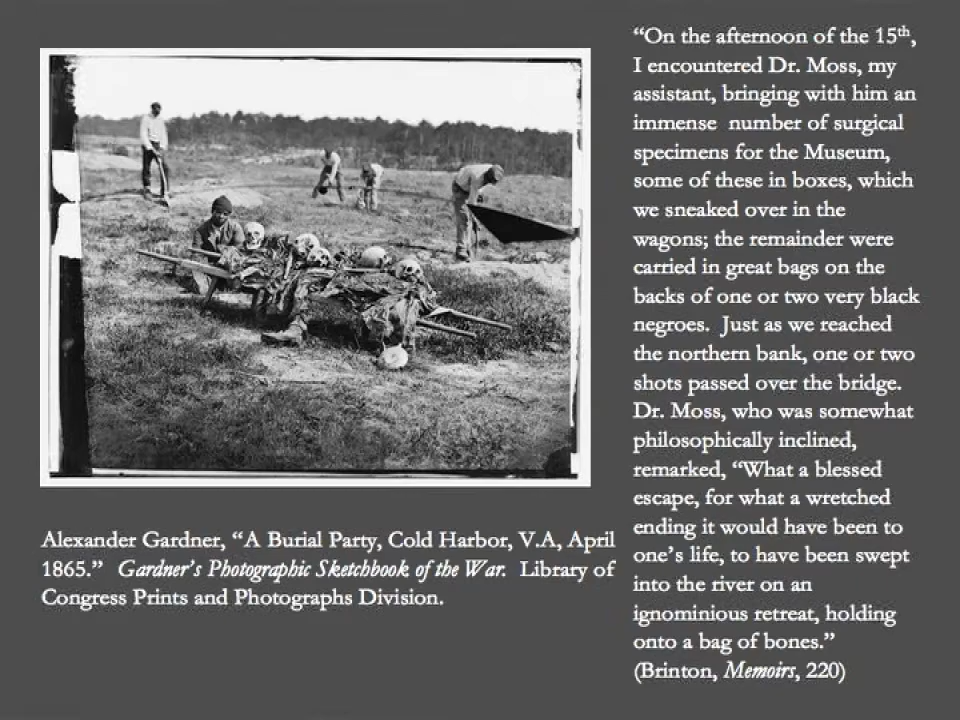 Alexander Gardner, “A Burial Party, Cold Harbor, V.A, April
1865.” Gardner’s Photographic Sketchbook of the War. Library of
Congress Prints and Photographs Division.
“On the afternoon of the 15th,
I encountered Dr. Moss, my
assistant, bringing with him an
immense number of surgical
specimens for the Museum,
some of these in boxes, which
we sneaked over in the
wagons; the remainder were
carried in great bags on the
backs of one or two very black
negroes. Just as we reached
the northern bank, one or two
shots passed over the bridge.
Dr. Moss, who was somewhat
philosophically inclined,
remarked, “What a blessed
escape, for what a wretched
ending it would have been to
one’s life, to have been swept
into the river on an
ignominious retreat, holding
onto a bag of bones.”
(Brinton, Memoirs, 220)